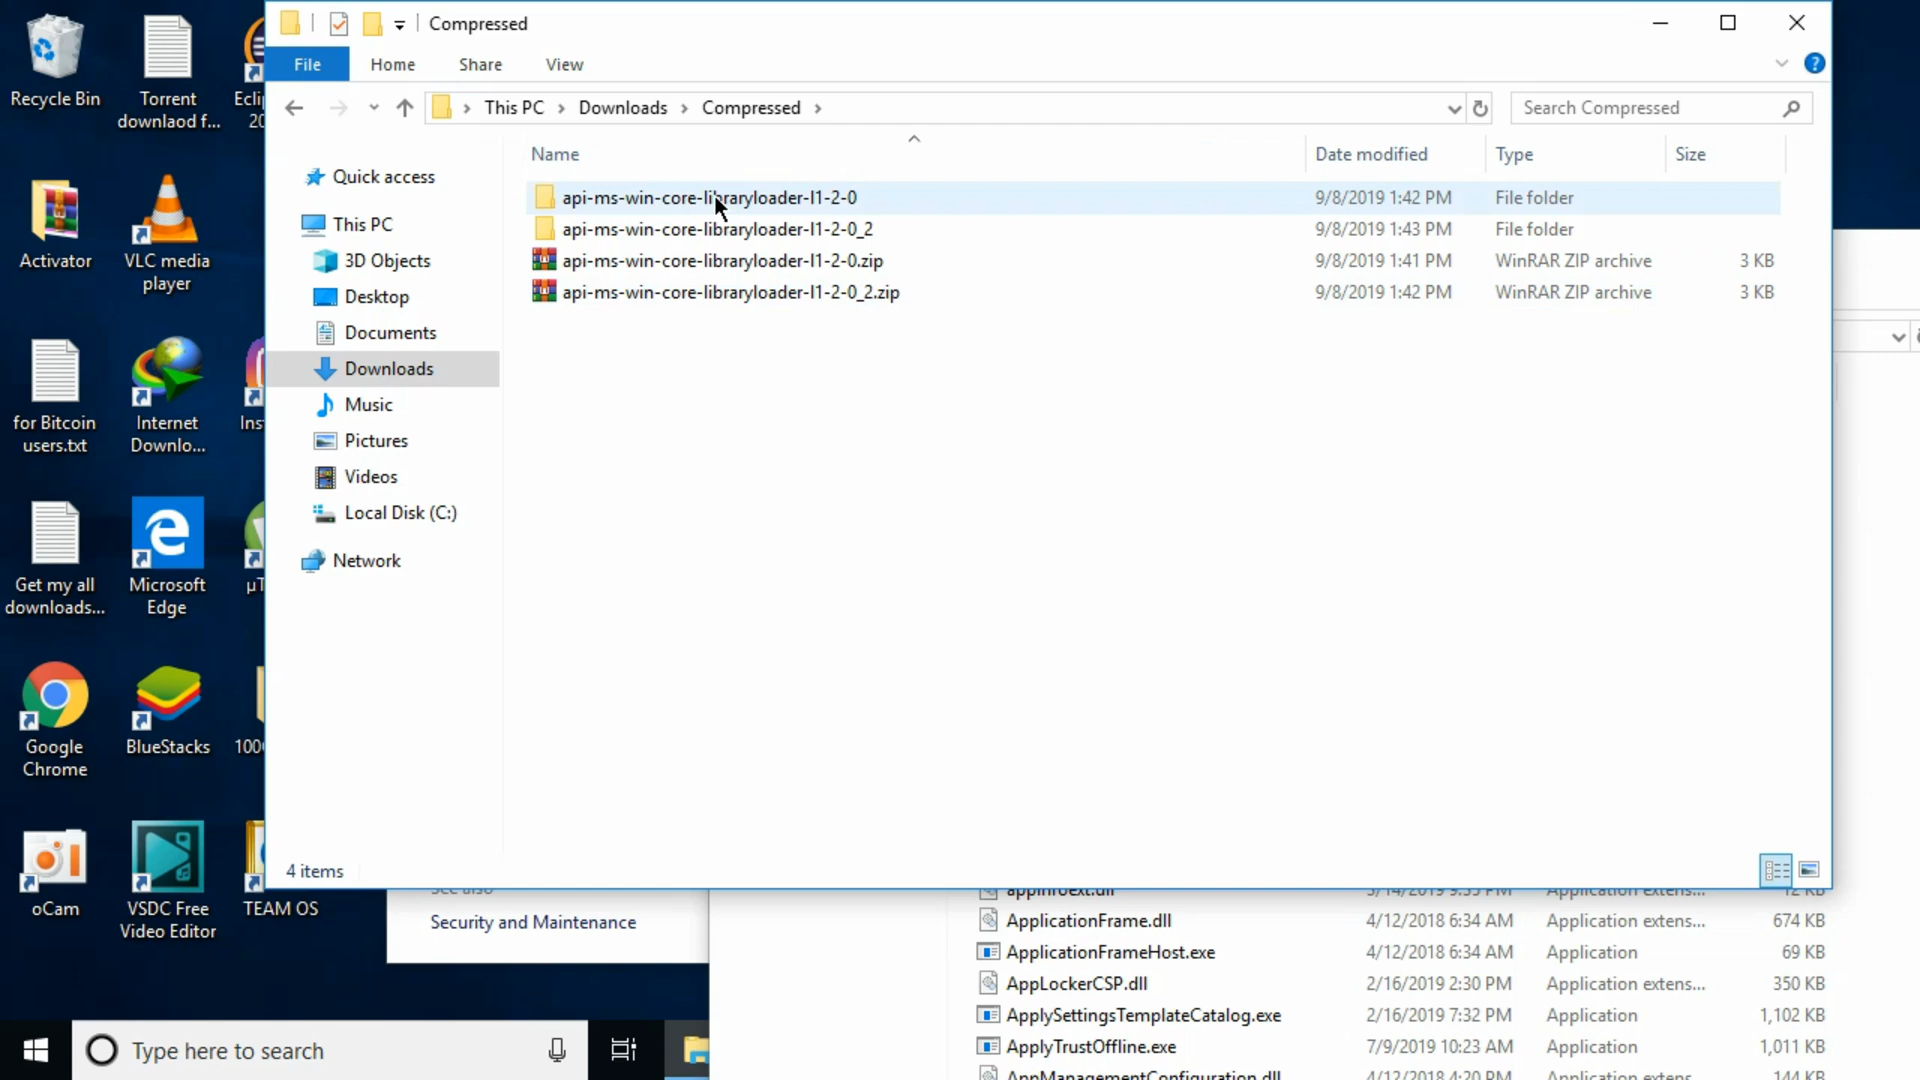 Recycle Bin
Torrent
downlaod f...
Ecli
20
Activator
VLC media
player
for Bitcoin
users.txt
Internet
Downlo...
Ins
Get my all
downloads...
Microsoft
Edge
µT
Google
Chrome
BlueStacks
100
oCam
VSDC Free
Video Editor
TEAM OS
Compressed
File
Home
Share
View
This PC
Downloads
Compressed
Search Compressed
Name
Date modified
Type
Size
api-ms-win-core-libraryloader-l1-2-0 9/8/2019 1:42 PM File folder
api-ms-win-core-libraryloader-l1-2-0_2 9/8/2019 1:43 PM File folder
api-ms-win-core-libraryloader-l1-2-0.zip 9/8/2019 1:41 PM WinRAR ZIP archive 3 KB
api-ms-win-core-libraryloader-l1-2-0_2.zip 9/8/2019 1:42 PM WinRAR ZIP archive 3 KB
Quick access
This PC
3D Objects
Desktop
Documents
Downloads
Music
Pictures
Videos
Local Disk (C:)
Network
4 items
See also
Security and Maintenance
appinfoext.dll 3/14/2019 9:33 PM Application extens... 12 KB
ApplicationFrame.dll 4/12/2018 6:34 AM Application extens... 674 KB
ApplicationFrameHost.exe 4/12/2018 6:34 AM Application 69 KB
AppLockerCSP.dll 2/16/2019 2:30 PM Application extens... 350 KB
ApplySettingsTemplateCatalog.exe 2/16/2019 7:32 PM Application 1,102 KB
ApplyTrustOffline.exe 7/9/2019 10:23 AM Application 1,011 KB
AppManagementConfiguration.dll 4/12/2018 4:20 PM Application extens... 144 KB
Type here to search